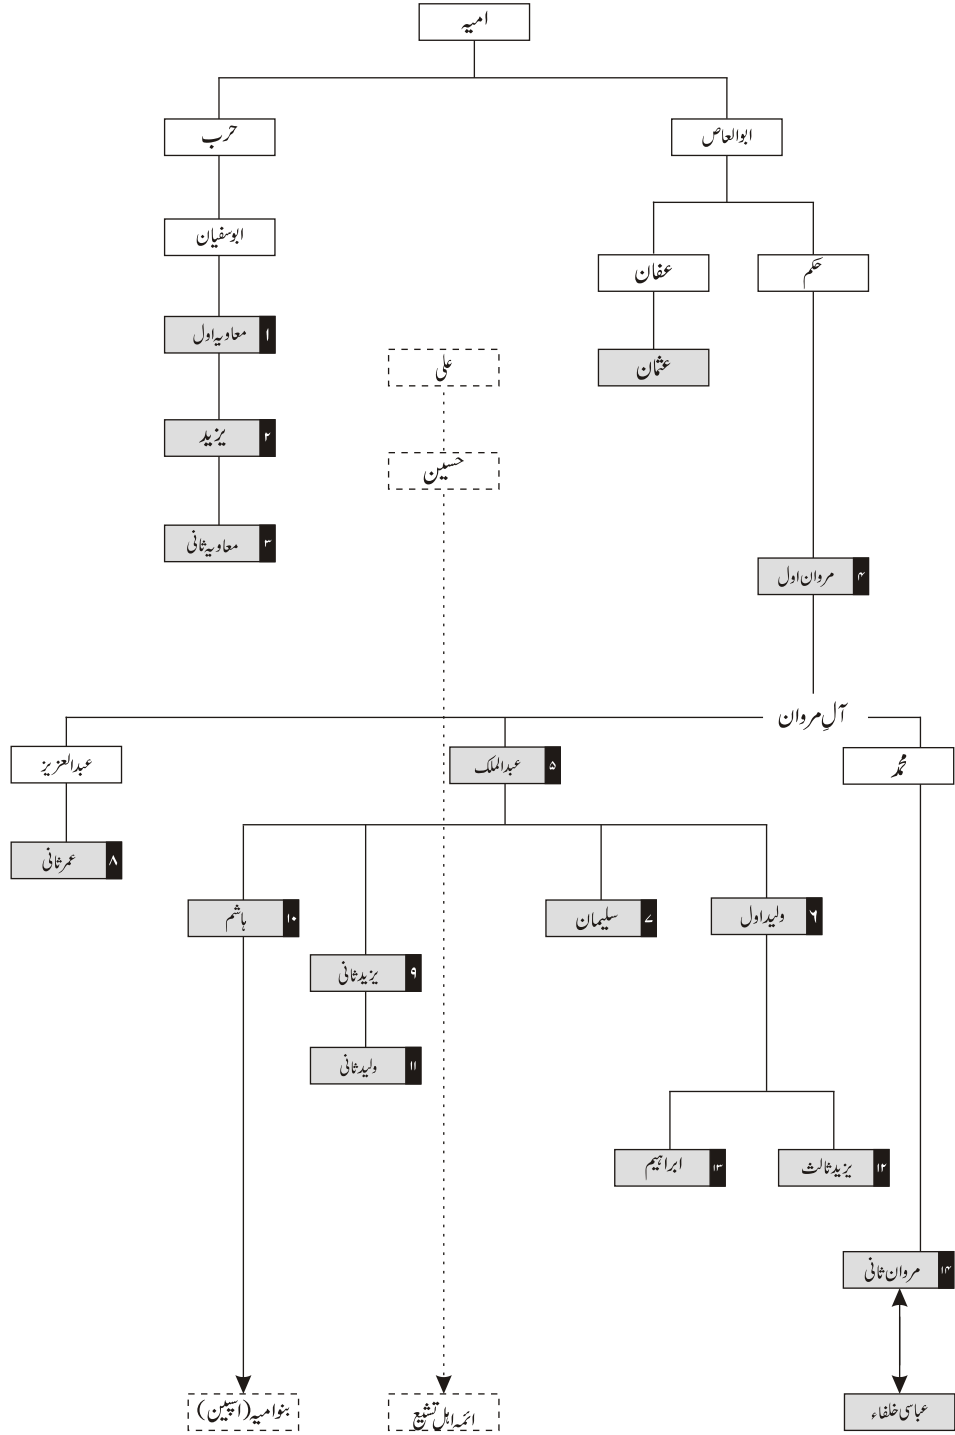 امیہ
حرب
ابوالعاص
ابوسفیان
عفان
حکم
معاویہ اول ۱
علی
عثمان
یزید ۲
حسین
معاویہ ثانی ۳
مروان اول ۴
آلِ مروان
عبدالعزیز
عبدالملک ۵
محمد
عمر ثانی ۸
ہاشم ۱۰
سلیمان ۷
ولید اول ۶
یزید ثانی ۹
ولید ثانی ۱۱
ابراہیم ۱۳
یزید ثالث ۱۲
مروان ثانی ۱۴
بنو امیہ (اسپین)
ائمہ اہل تشیع
عباسی خلفاء